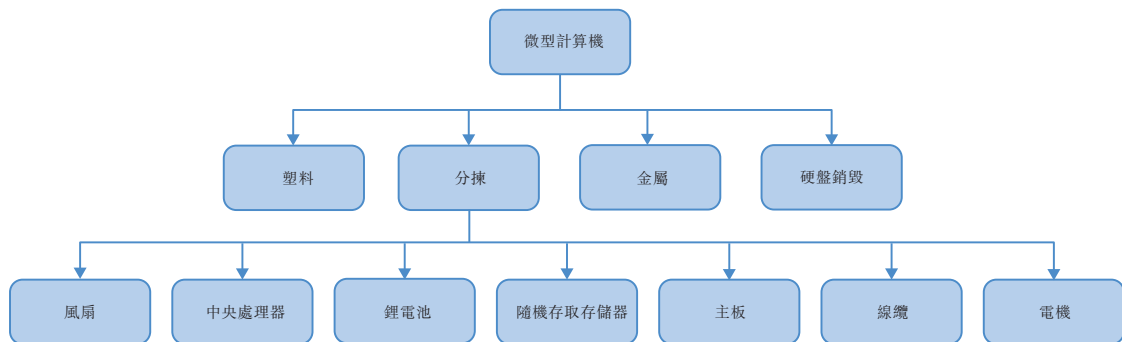 微型計算機
塑料
分揀
金屬
硬盤銷毀
風扇
中央處理器
鋰電池
隨機存取存儲器
主板
線纜
電機